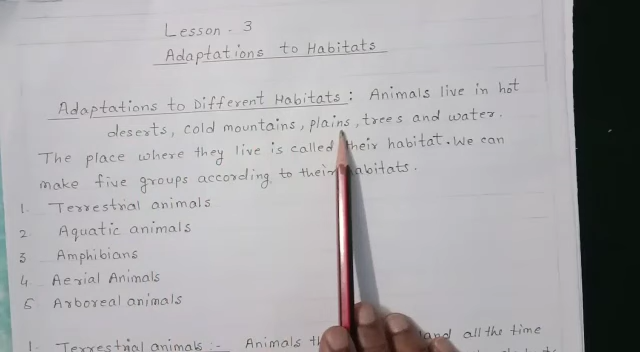 Lesson - 3
Adaptations to Habitats
Adaptations to Different Habitats : Animals live in hot
deserts, cold mountains, plains, trees and water.
The place where they live is called their habitat. We can
make five groups according to their habitats.
1 Terrestrial animals
2 Aquatic animals
3 Amphibians
4 Aerial Animals
5 Arboreal animals
1. Terrestrial animals :- Animals land all the time